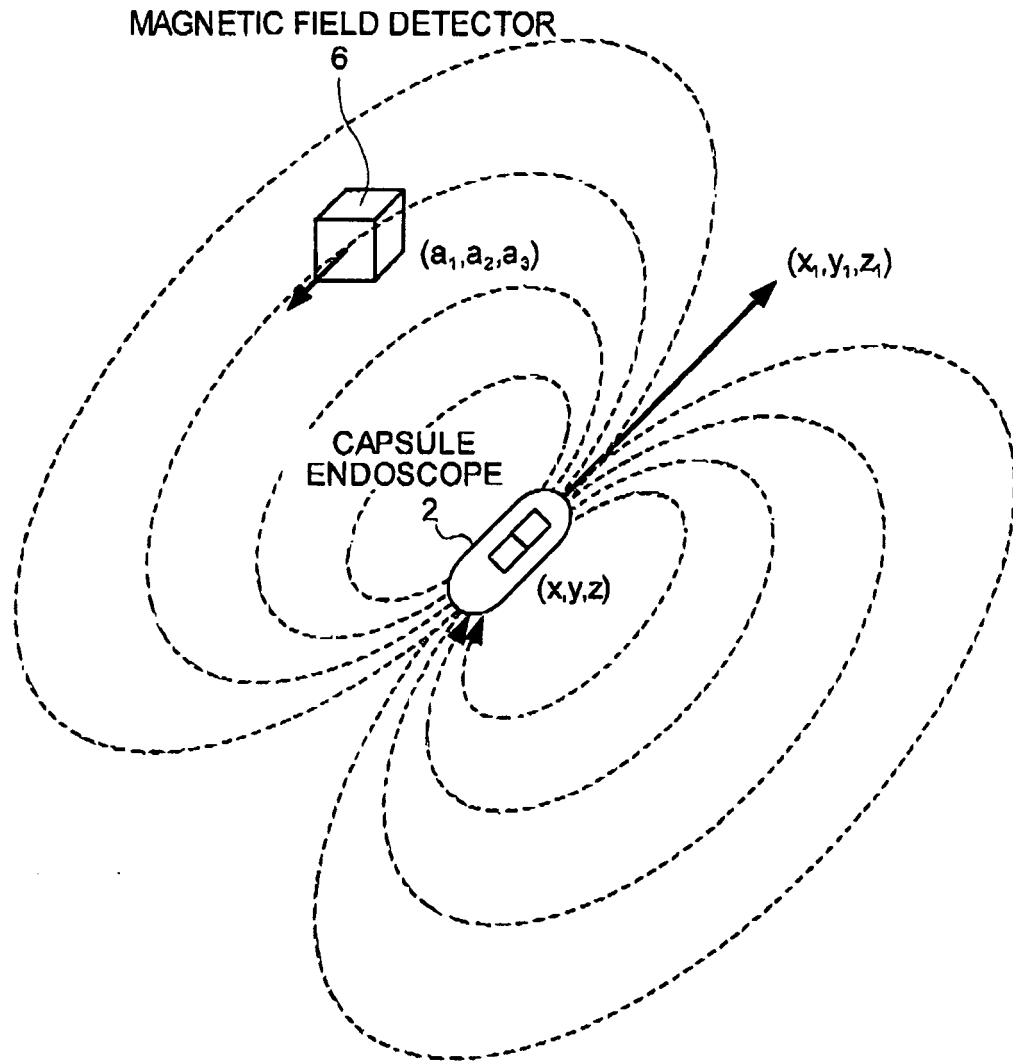 MAGNETIC FIELD DETECTOR
6
(a₁,a₂,a₃)
(x₁,y₁,z₁)
CAPSULE
ENDOSCOPE
2
(x,y,z)